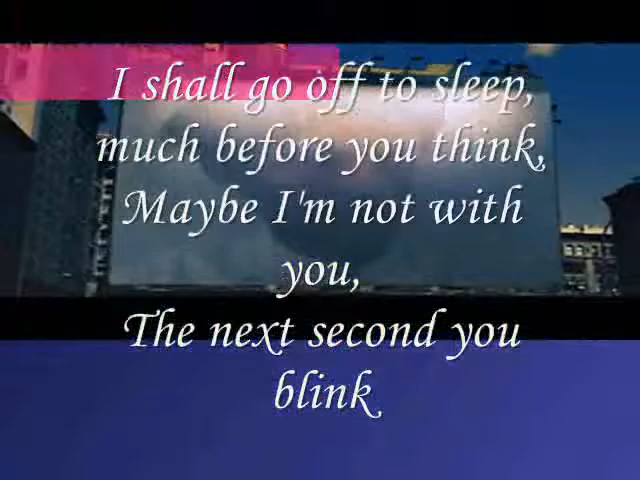 I shall go off to sleep,
much before you think,
Maybe I'm not with
you,
The next second you
blink